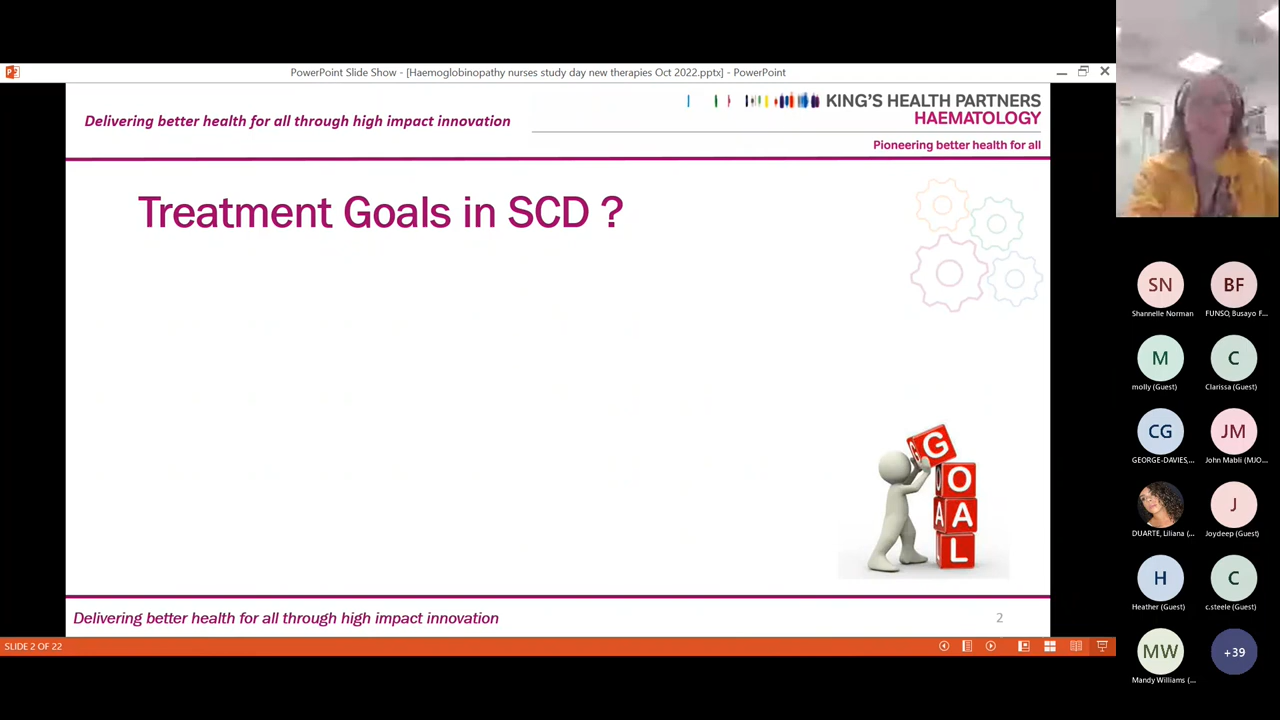 PowerPoint Slide Show - [Haemoglobinopathy nurses study day new therapies Oct 2022.pptx] - PowerPoint
Delivering better health for all through high impact innovation
KING'S HEALTH PARTNERS
HAEMATOLOGY
Pioneering better health for all
Treatment Goals in SCD ?
G
O
A
L
Delivering better health for all through high impact innovation
2
SLIDE 2 OF 22
SN
BF
Shannelle Norman
FUNSO, Busayo F...
M
C
molly (Guest)
Clarissa (Guest)
CG
JM
GEORGE-DAVIES,...
John Mabli (MJO...
J
DUARTE, Liliana (...
Joydeep (Guest)
H
C
Heather (Guest)
c.steele (Guest)
MW
+39
Mandy Williams (...